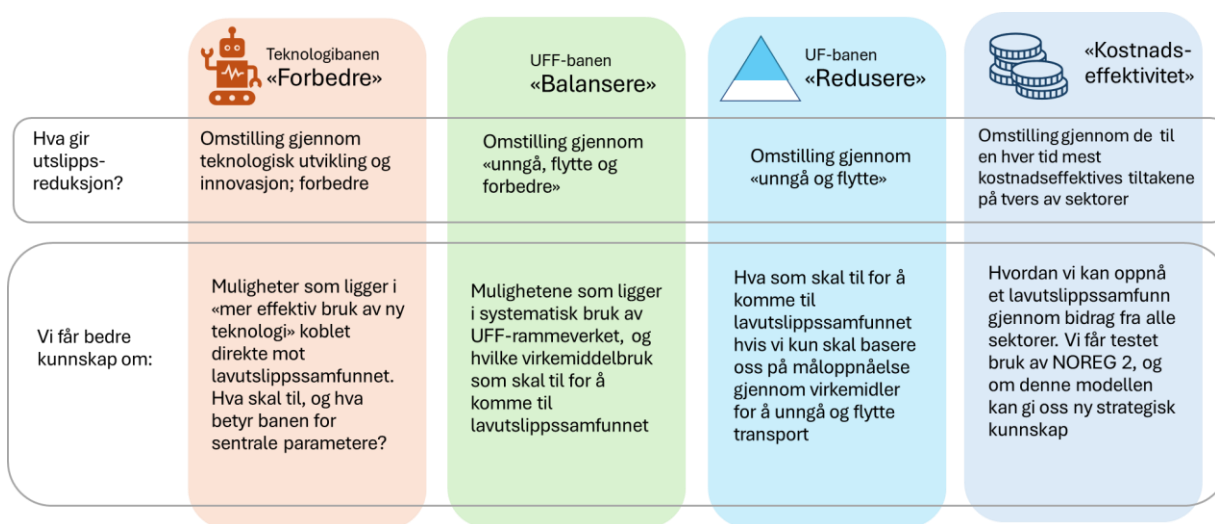 Teknologibanen
«Forbedre»
UFF-banen
«Balansere»
UF-banen
«Redusere»
«Kostnads-
effektivitet»
Hva gir
utslipps-
reduksjon?
Omstilling gjennom
teknologisk utvikling og
innovasjon; forbedre
Omstilling gjennom
«unngå, flytte og
forbedre»
Omstilling gjennom
«unngå og flytte»
Omstilling gjennom de til
en hver tid mest
kostnadseffektives tiltakene
på tvers av sektorer
Vi får bedre
kunnskap om:
Muligheter som ligger i
«mer effektiv bruk av ny
teknologi» koblet
direkte mot
lavutslippssamfunnet.
Hva skal til, og hva
betyr banen for
sentrale parametere?
Mulighetene som ligger
i systematisk bruk av
UFF-rammeverket, og
hvilke virkemiddelbruk
som skal til for å
komme til
lavutslippssamfunnet
Hva som skal til for å
komme til
lavutslippssamfunnet
hvis vi kun skal basere
oss på måloppnåelse
gjennom virkemidler
for å unngå og flytte
transport
Hvordan vi kan oppnå
et lavutslippssamfunn
gjennom bidrag fra alle
sektorer. Vi får testet
bruk av NOREG 2, og
om denne modellen
kan gi oss ny strategisk
kunnskap